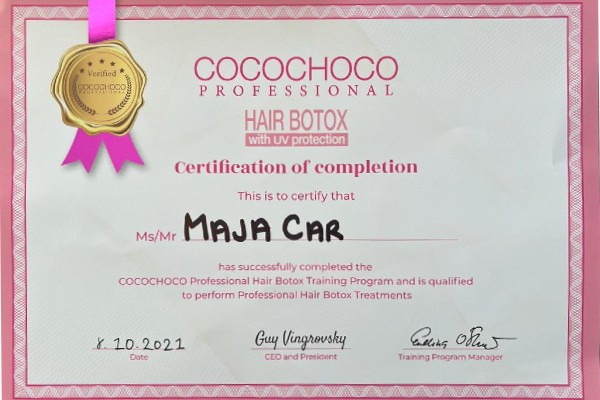 Verified
COCOCHOCO
PROFESSIONAL
COCOCHOCO
PROFESSIONAL
HAIR BOTOX
with UV protection
Certification of completion
This is to certify that
Ms/Mr MAJA CAR
has successfully completed the
COCOCHOCO Professional Hair Botox Training Program and is qualified
to perform Professional Hair Botox Treatments
8.10.2021 Guy Vingrovsky
Date CEO and President Training Program Manager